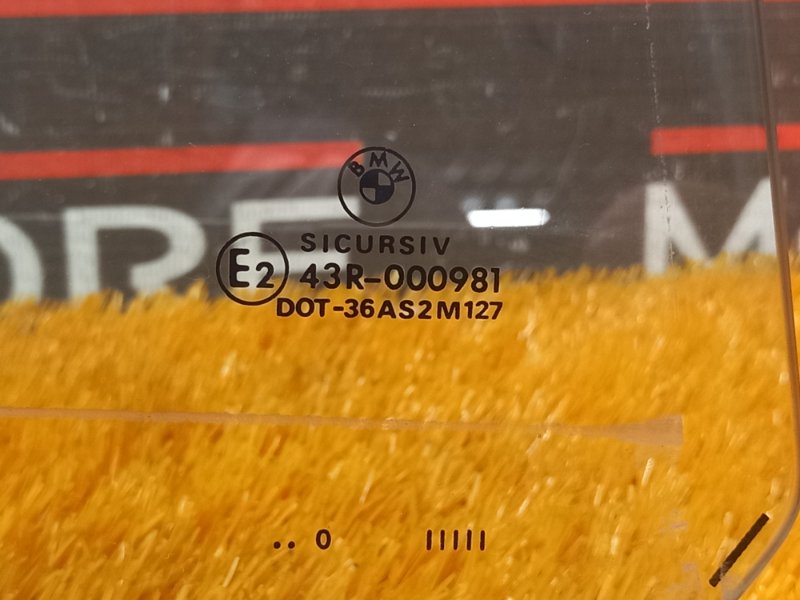 BMW
SICURSIV
E2 43R-000981
DOT-36AS2M127
.. 0 IIIII